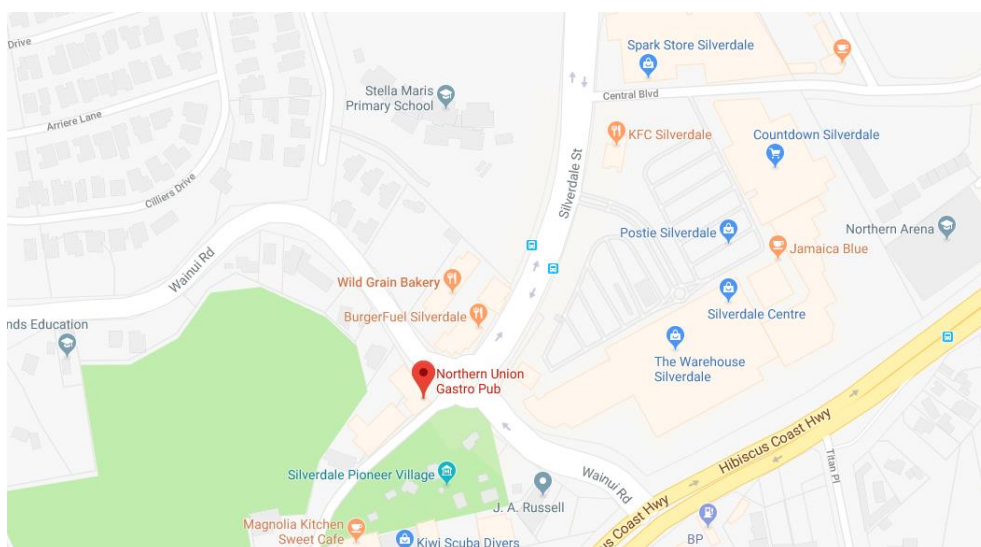 Drive
Spark Store Silverdale
Stella Maris
Primary School
Central Blvd
Arriere Lane
KFC Silverdale
Countdown Silverdale
Silverdale St
Cilliers Drive
Postie Silverdale
Northern Arena
Jamaica Blue
Wainui Rd
Wild Grain Bakery
BurgerFuel Silverdale
Silverdale Centre
nds Education
The Warehouse
Silverdale
Northern Union
Gastro Pub
Hibiscus Coast Hwy
Titan Pl
Silverdale Pioneer Village
Wainui Rd
J. A. Russell
Magnolia Kitchen
Sweet Cafe
Kiwi Scuba Divers
us Coast Hwy
BP